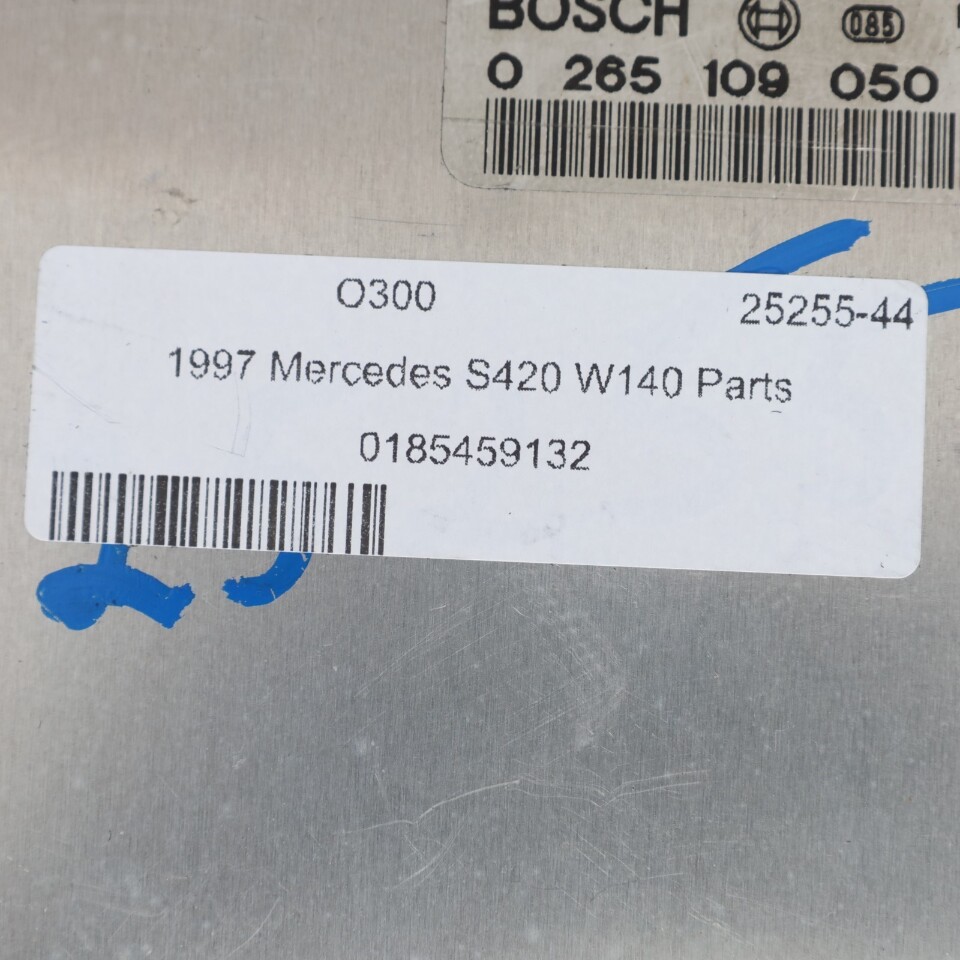 BOSCH 085
0 265 109 050
O300 25255-44
1997 Mercedes S420 W140 Parts
0185459132